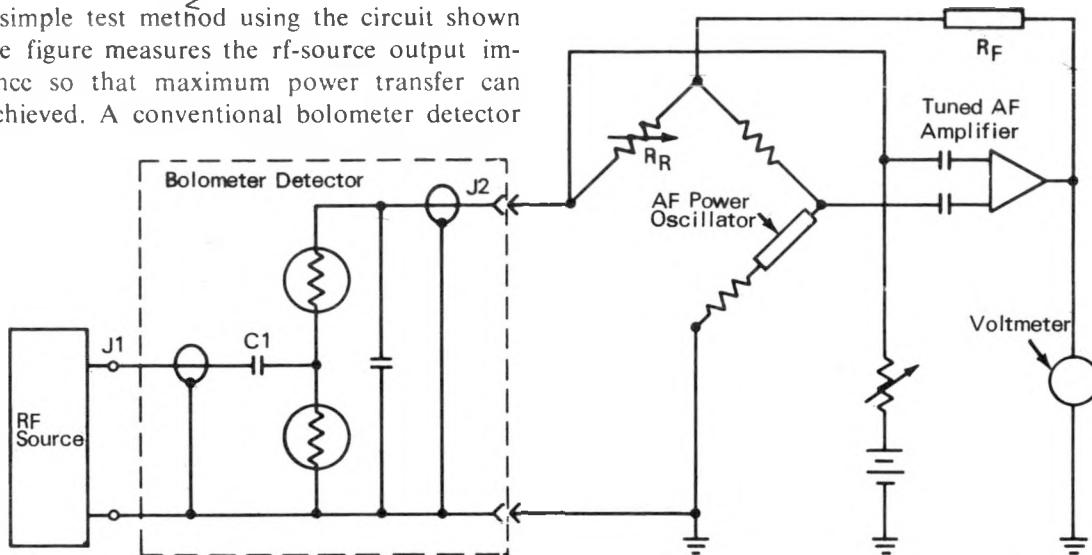 simple test method using the circuit shown
e figure measures the rf-source output im-
so that maximum power transfer can
chieved. A conventional bolometer detector
R_F
Tuned AF
Amplifier
R_R
Bolometer Detector
J2
AF Power
Oscillator
Voltmeter
J1
C1
RF
Source